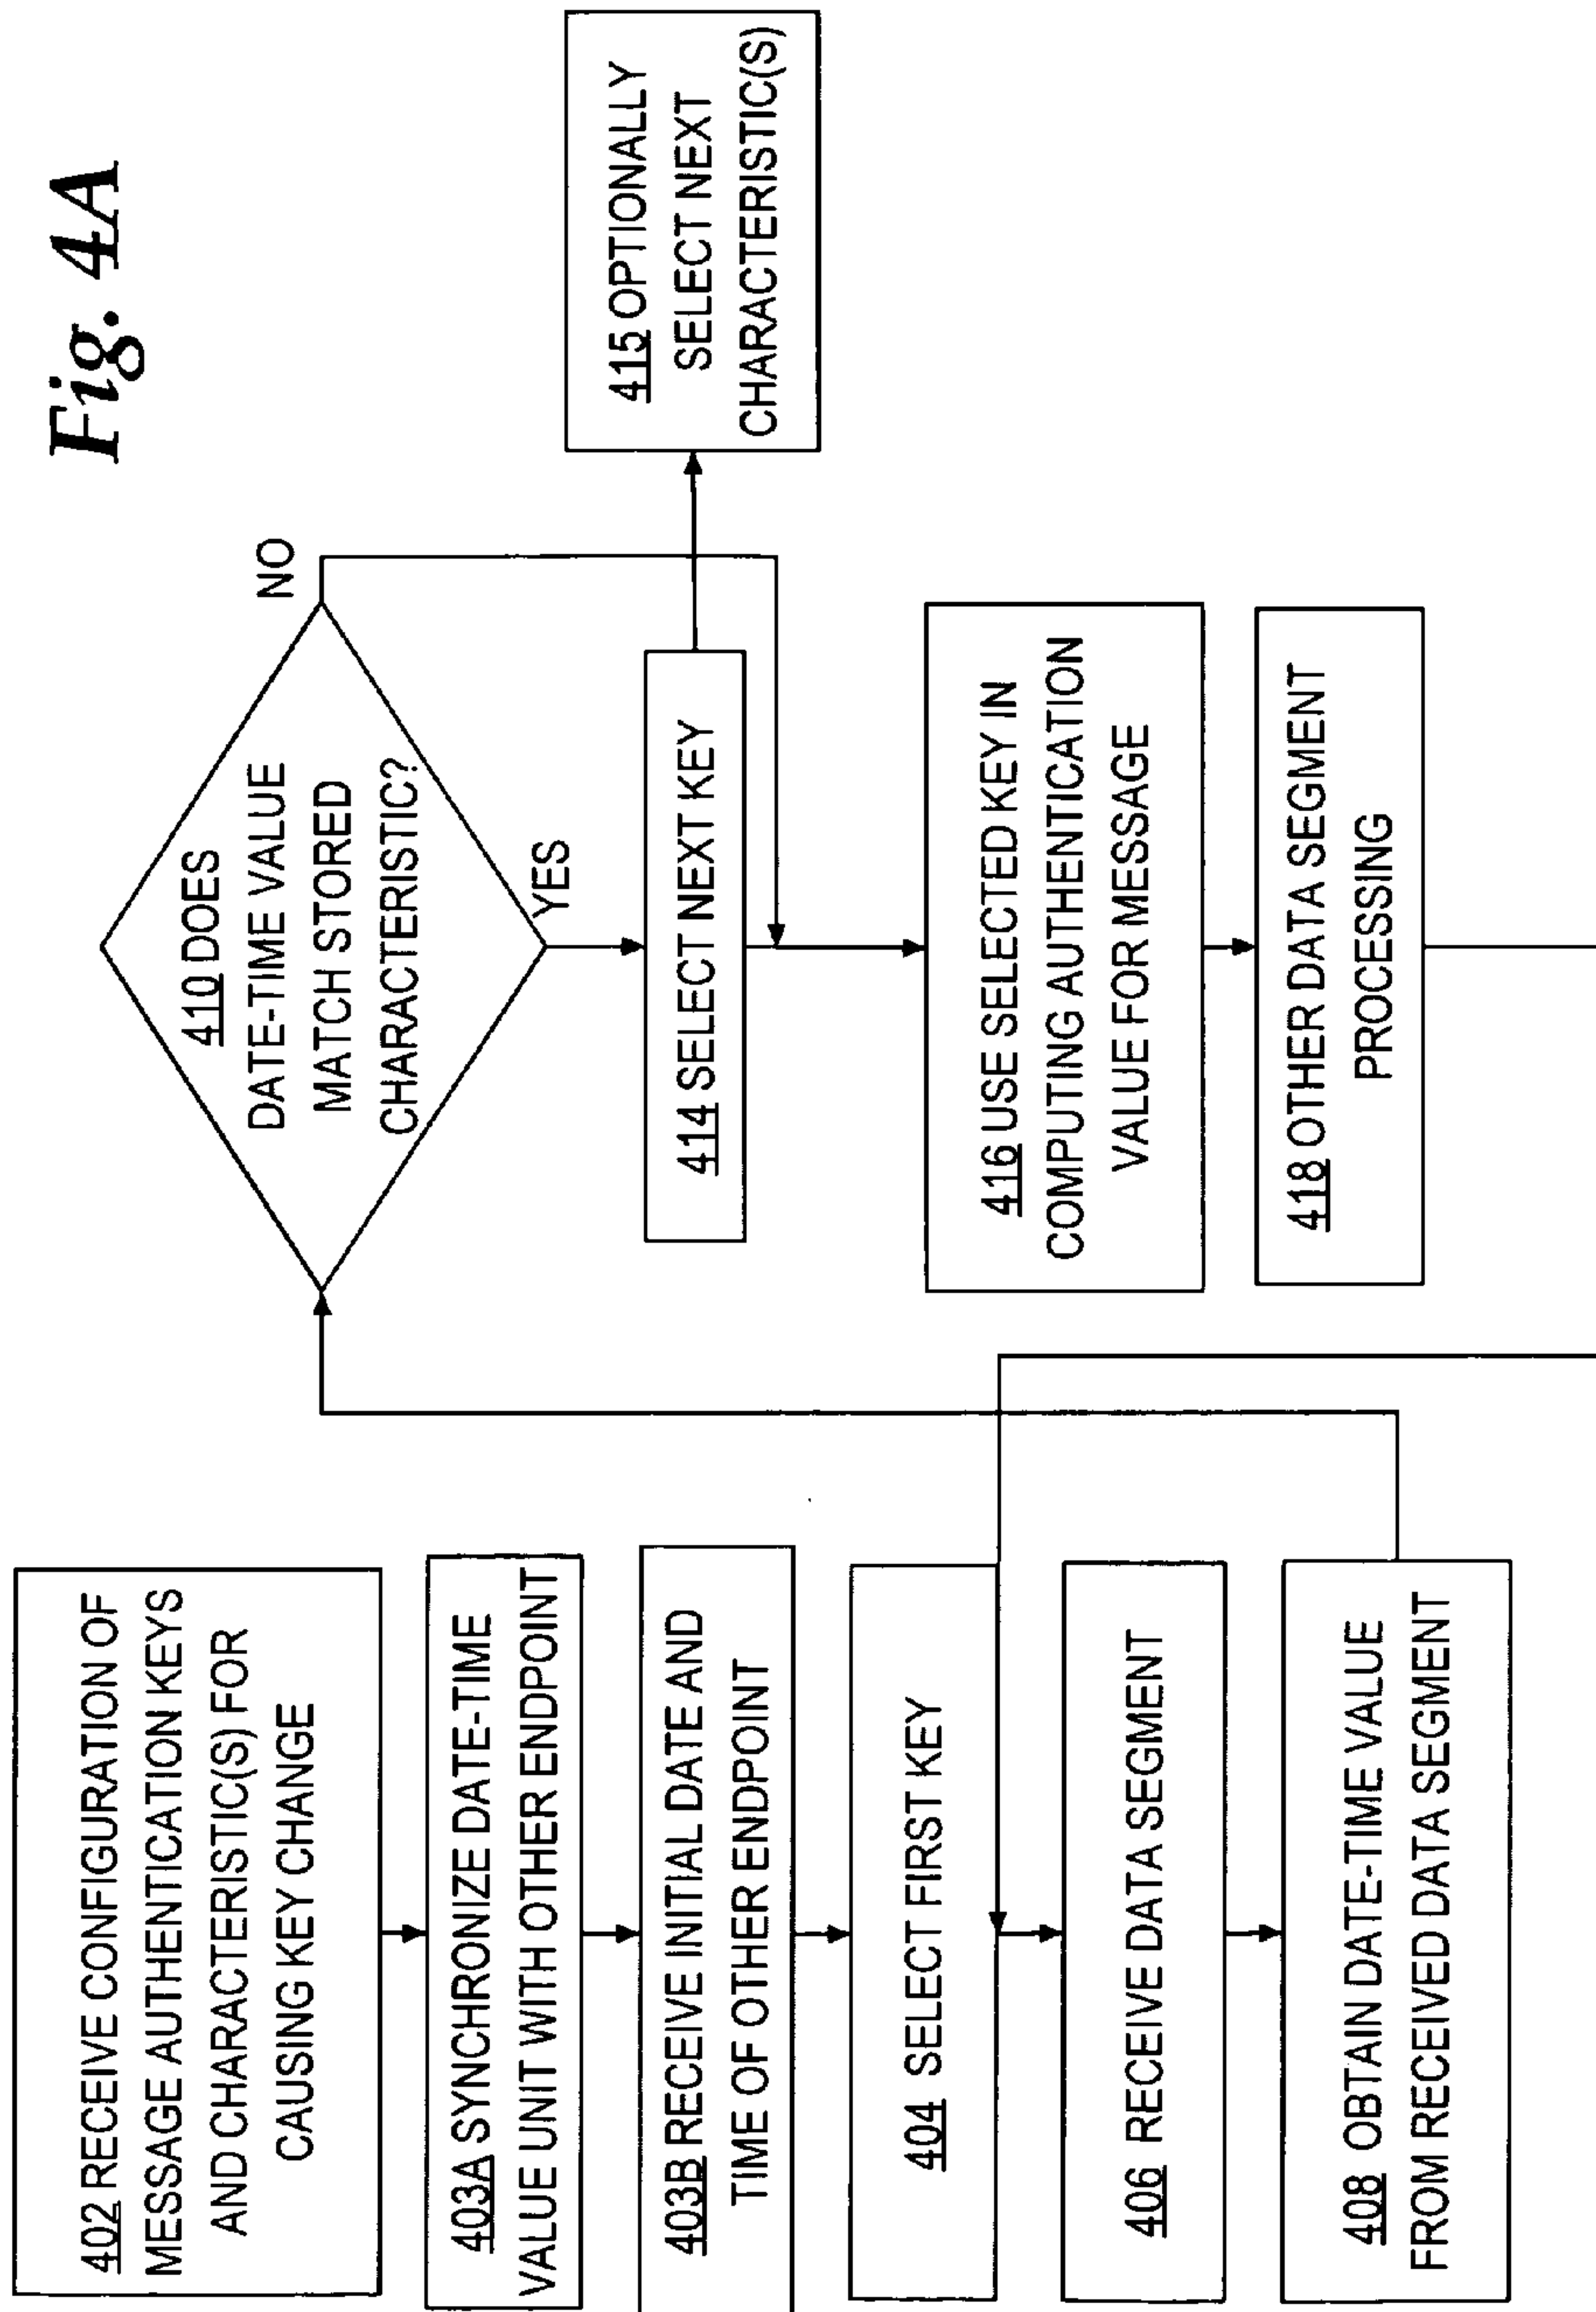 Fig. 4A
402 RECEIVE CONFIGURATION OF
MESSAGE AUTHENTICATION KEYS
AND CHARACTERISTIC(S) FOR
CAUSING KEY CHANGE
403A SYNCHRONIZE DATE-TIME
VALUE UNIT WITH OTHER ENDPOINT
403B RECEIVE INITIAL DATE AND
TIME OF OTHER ENDPOINT
404 SELECT FIRST KEY
406 RECEIVE DATA SEGMENT
408 OBTAIN DATE-TIME VALUE
FROM RECEIVED DATA SEGMENT
410 DOES
DATE-TIME VALUE
MATCH STORED
CHARACTERISTIC?
NO
YES
414 SELECT NEXT KEY
415 OPTIONALLY
SELECT NEXT
CHARACTERISTIC(S)
416 USE SELECTED KEY IN
COMPUTING AUTHENTICATION
VALUE FOR MESSAGE
418 OTHER DATA SEGMENT
PROCESSING